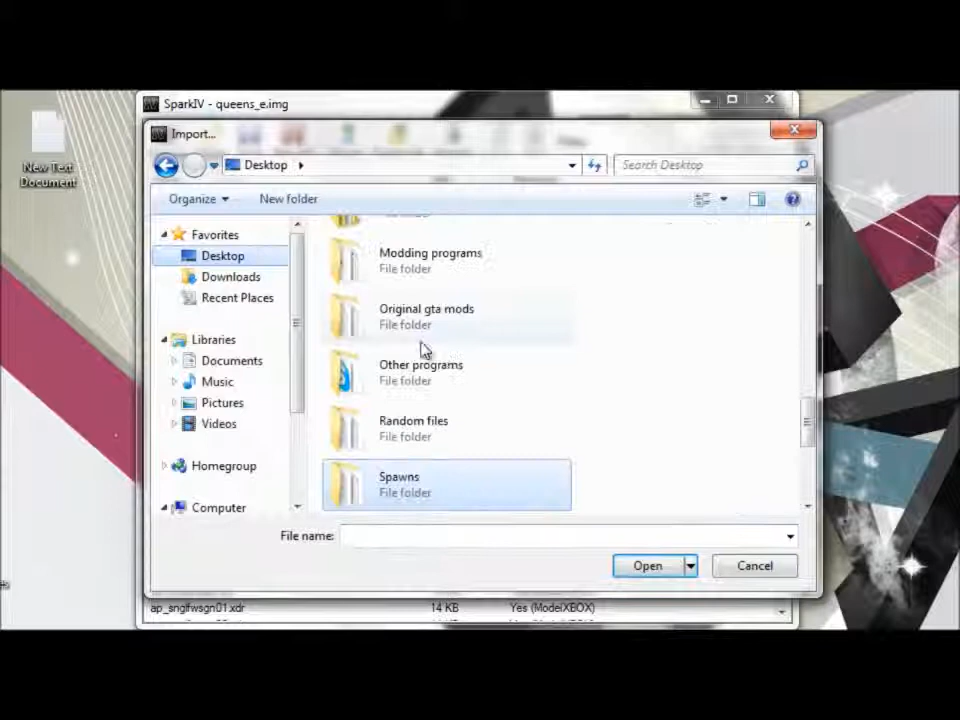 SparkIV - queens_e.img
Import...
Desktop
Search Desktop
New Text
Document
Organize
New folder
Favorites
Desktop
Downloads
Recent Places
Libraries
Documents
Music
Pictures
Videos
Homegroup
Computer
Modding programs
File folder
Original gta mods
File folder
Other programs
File folder
Random files
File folder
Spawns
File folder
File name:
Open
Cancel
ap_snglfwsgn01.xdr 14 KB Yes (ModelXBOX)